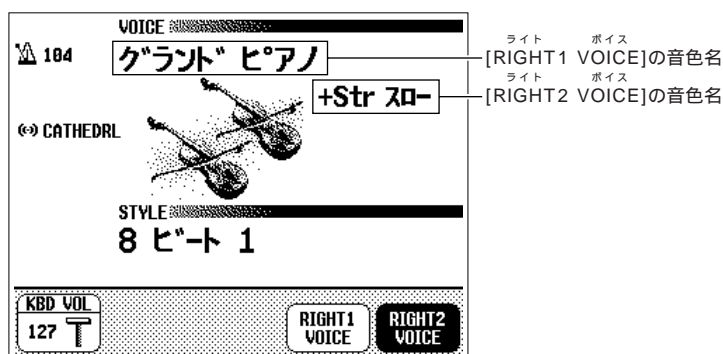 VOICE
104
グランド ピアノ
ライト ボイス
[RIGHT1 VOICE]の音色名
+Str スロー
ライト ボイス
[RIGHT2 VOICE]の音色名
CATHEDRL
STYLE
8 ビート 1
KBD VOL
127
RIGHT1
VOICE
RIGHT2
VOICE